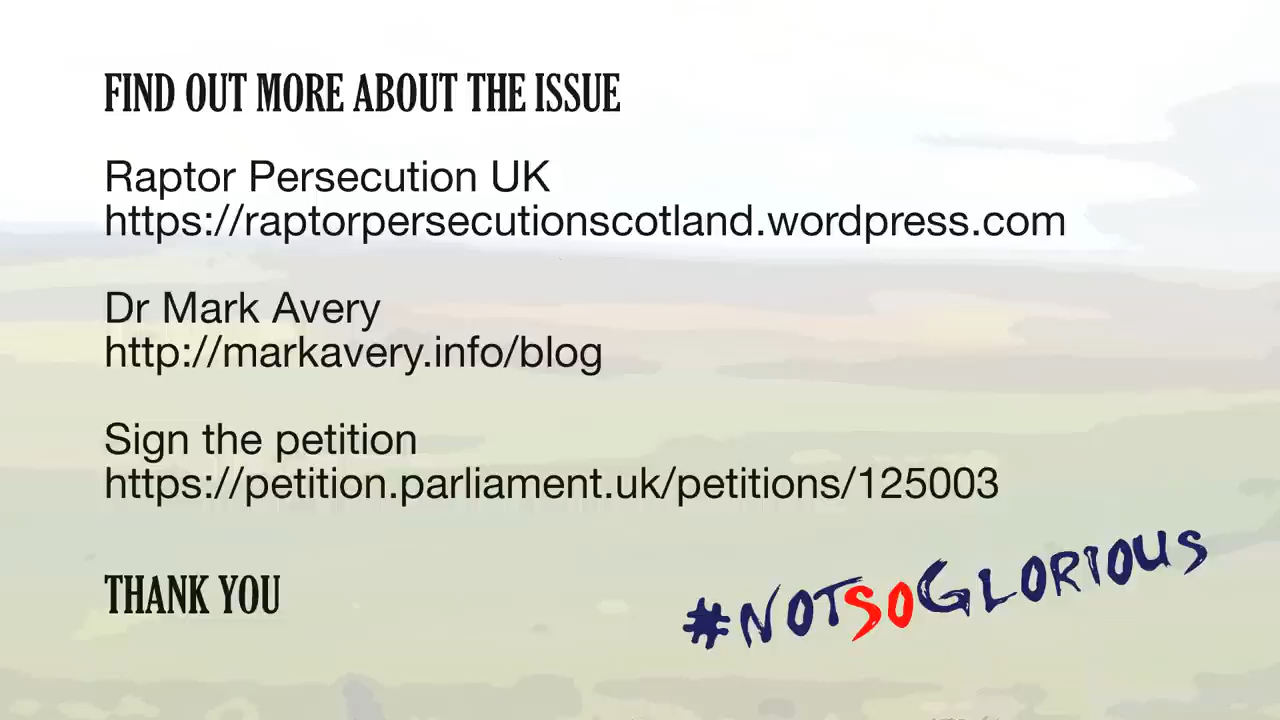 FIND OUT MORE ABOUT THE ISSUE
Raptor Persecution UK
https://raptorpersecutionscotland.wordpress.com
Dr Mark Avery
http://markavery.info/blog
Sign the petition
https://petition.parliament.uk/petitions/125003
THANK YOU
#NOTSOGLORIOUS